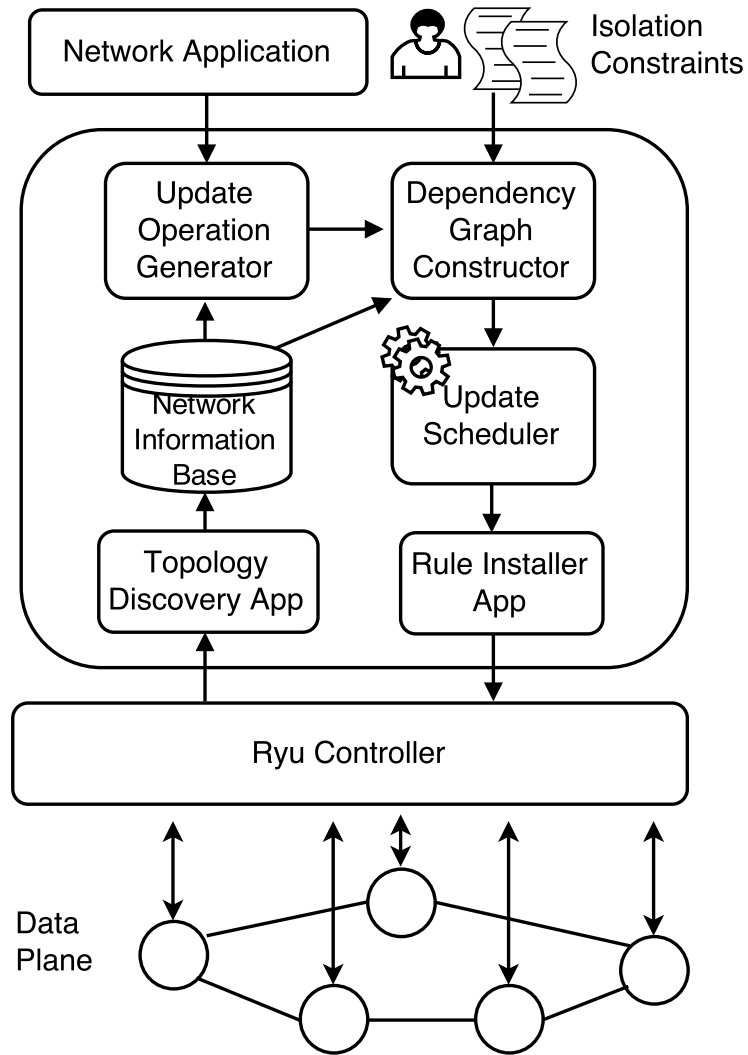 Network Application
Isolation
Constraints
Update
Operation
Generator
Dependency
Graph
Constructor
Network
Information
Base
Update
Scheduler
Topology
Discovery App
Rule Installer
App
Ryu Controller
Data
Plane